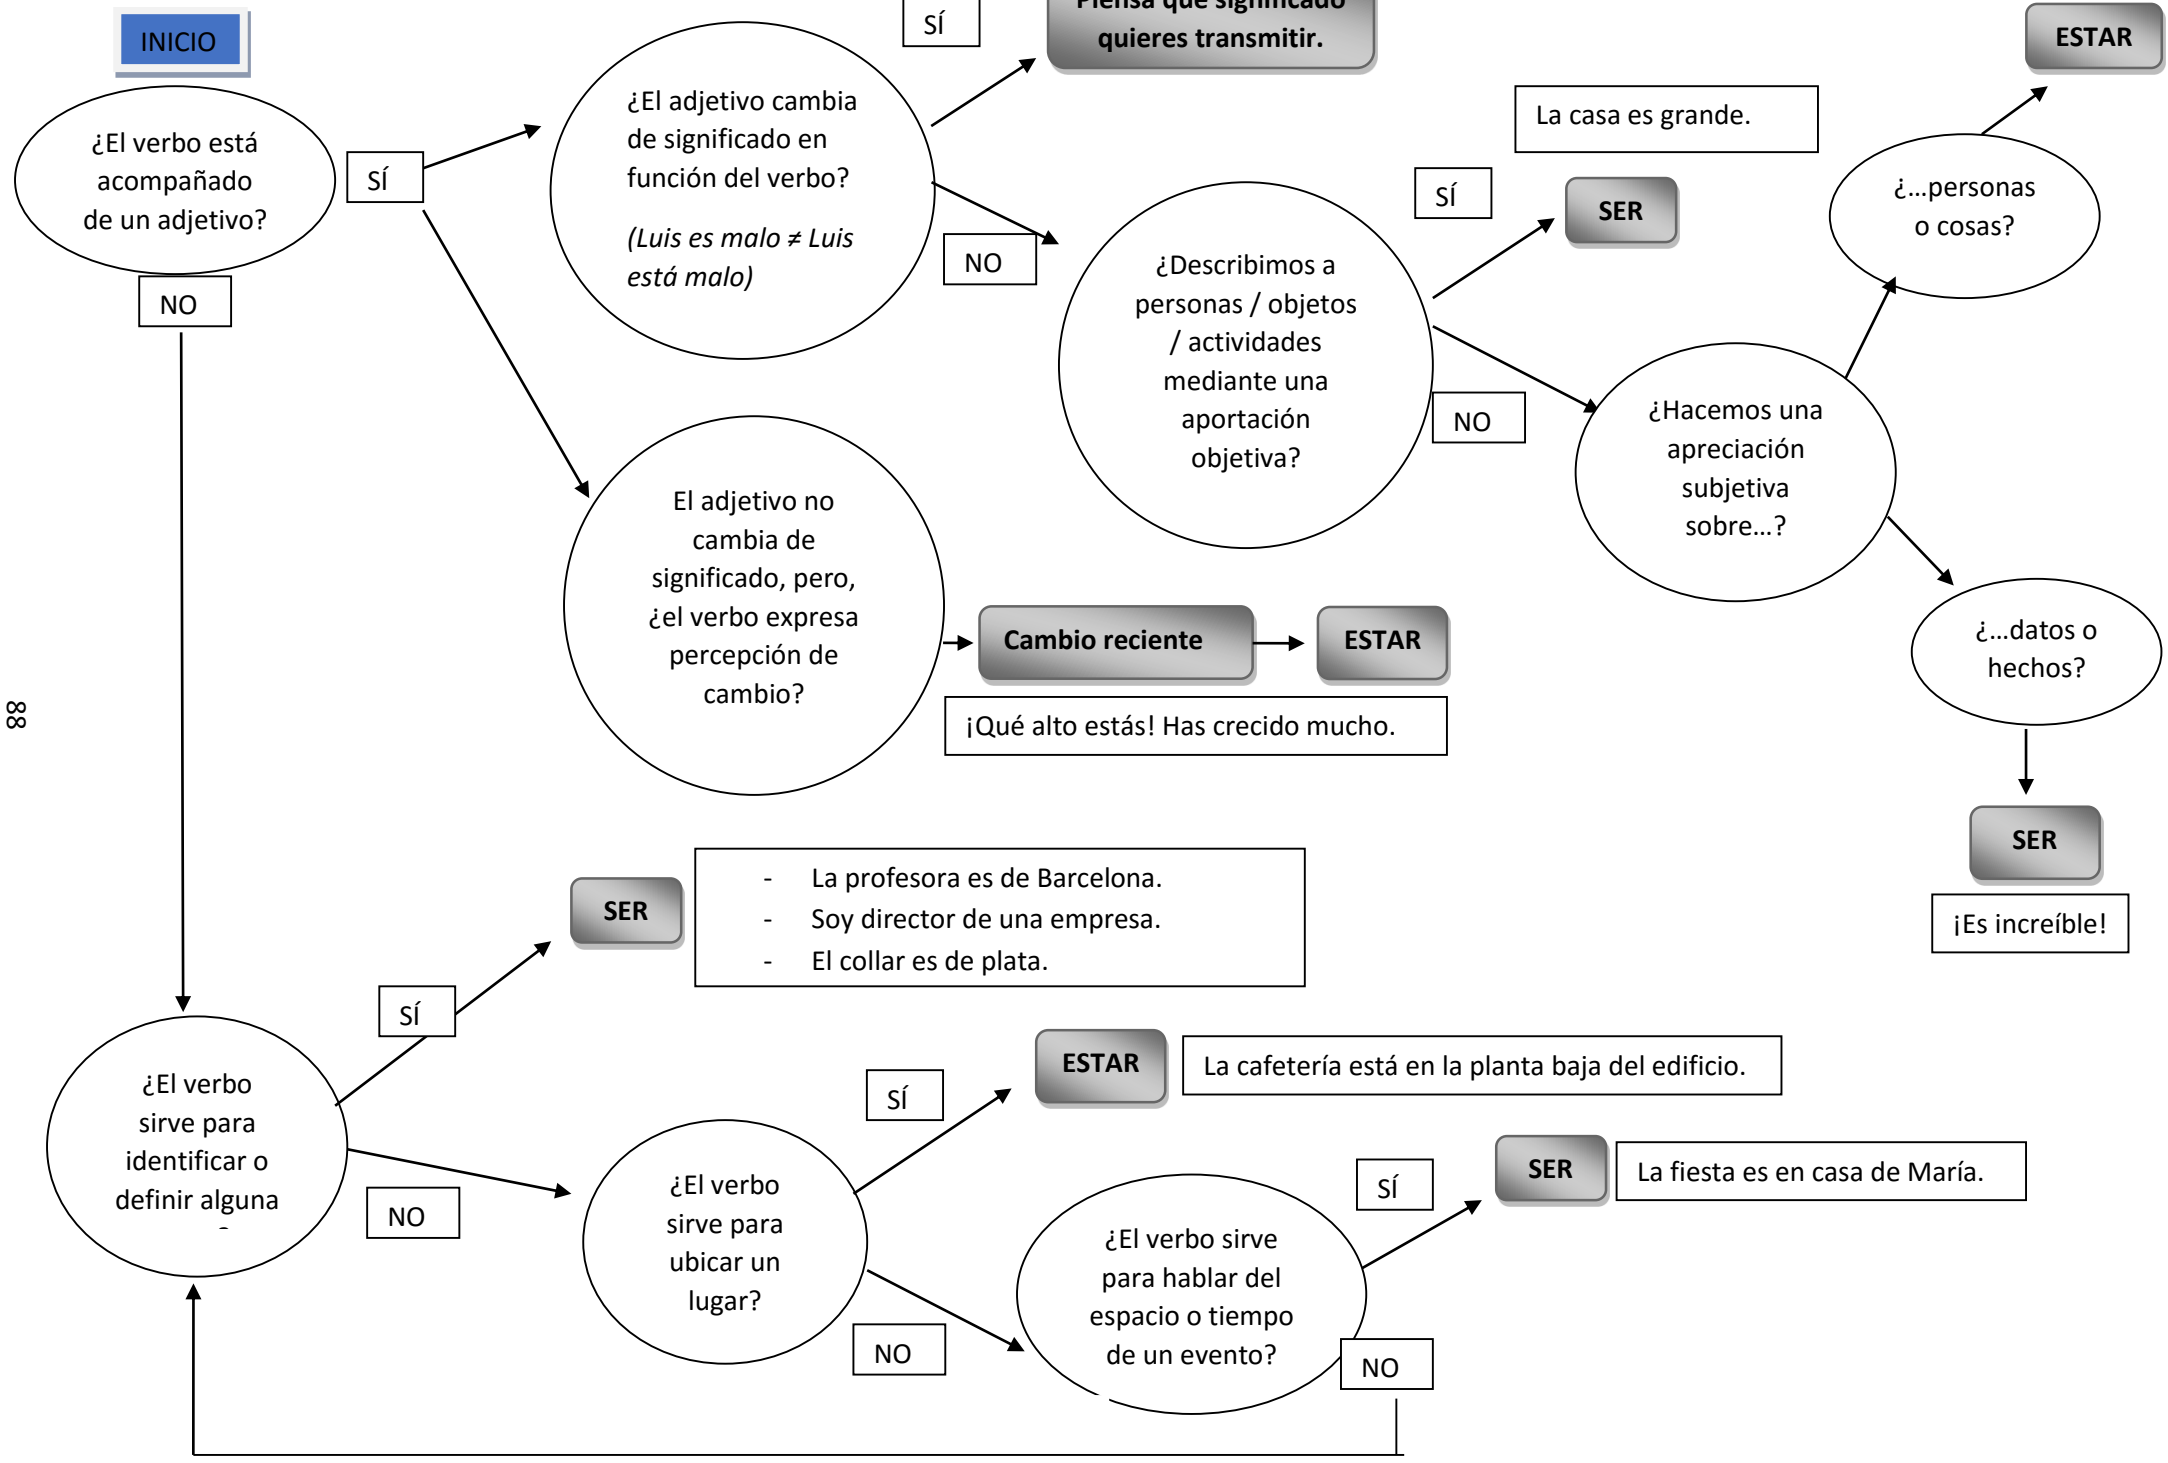 INICIO
¿El verbo está
acompañado
de un adjetivo?
SÍ
NO
¿El adjetivo cambia
de significado en
función del verbo?
(Luis es malo ≠ Luis
está malo)
SÍ
Piensa qué significado
quieres transmitir.
NO
¿Describimos a
personas / objetos
/ actividades
mediante una
aportación
objetiva?
SÍ
SER
La casa es grande.
NO
¿Hacemos una
apreciación
subjetiva
sobre...?
¿...personas
o cosas?
ESTAR
¿...datos o
hechos?
SER
¡Es increíble!
El adjetivo no
cambia de
significado, pero,
¿el verbo expresa
percepción de
cambio?
Cambio reciente
ESTAR
¡Qué alto estás! Has crecido mucho.
88
¿El verbo
sirve para
identificar o
definir alguna
SÍ
SER
- La profesora es de Barcelona.
- Soy director de una empresa.
- El collar es de plata.
NO
¿El verbo
sirve para
ubicar un
lugar?
SÍ
ESTAR
La cafetería está en la planta baja del edificio.
NO
¿El verbo sirve
para hablar del
espacio o tiempo
de un evento?
SÍ
SER
La fiesta es en casa de María.
NO